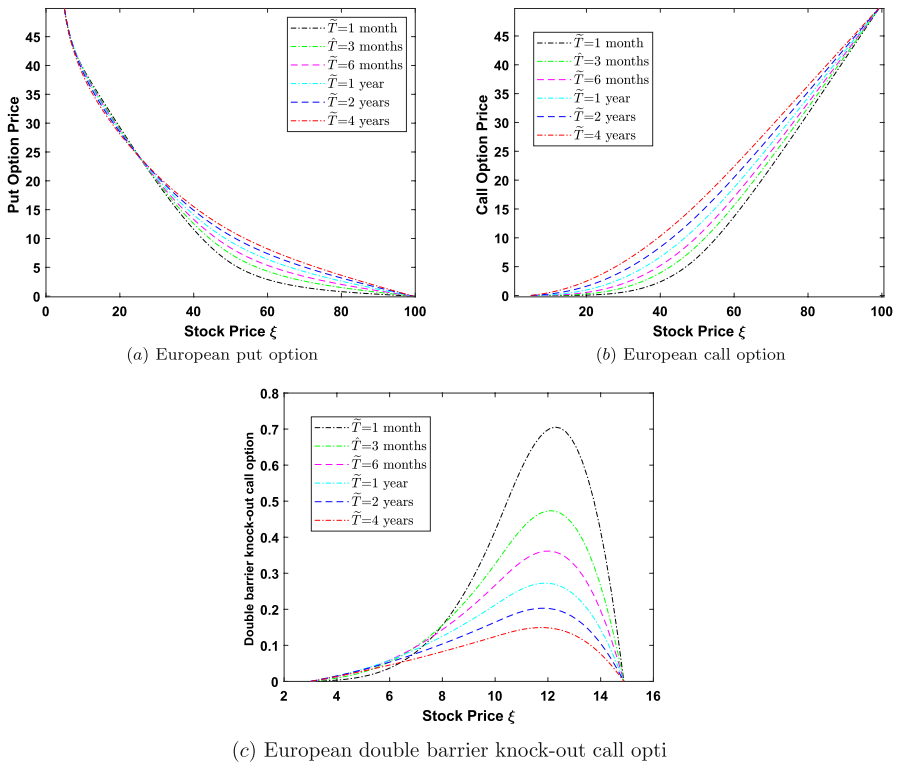 Put Option Price
45
40
35
30
25
20
15
10
5
0
T̃=1 month
T̂=3 months
T̃=6 months
T̃=1 year
T̃=2 years
T̃=4 years
0 20 40 60 80 100
Stock Price ξ
(a) European put option
Call Option Price
45
40
35
30
25
20
15
10
5
0
T̃=1 month
T̂=3 months
T̃=6 months
T̃=1 year
T̃=2 years
T̃=4 years
20 40 60 80 100
Stock Price ξ
(b) European call option
Double barrier knock-out call option
0.8
0.7
0.6
0.5
0.4
0.3
0.2
0.1
0
T̃=1 month
T̂=3 months
T̃=6 months
T̃=1 year
T̃=2 years
T̃=4 years
2 4 6 8 10 12 14 16
Stock Price ξ
(c) European double barrier knock-out call opti